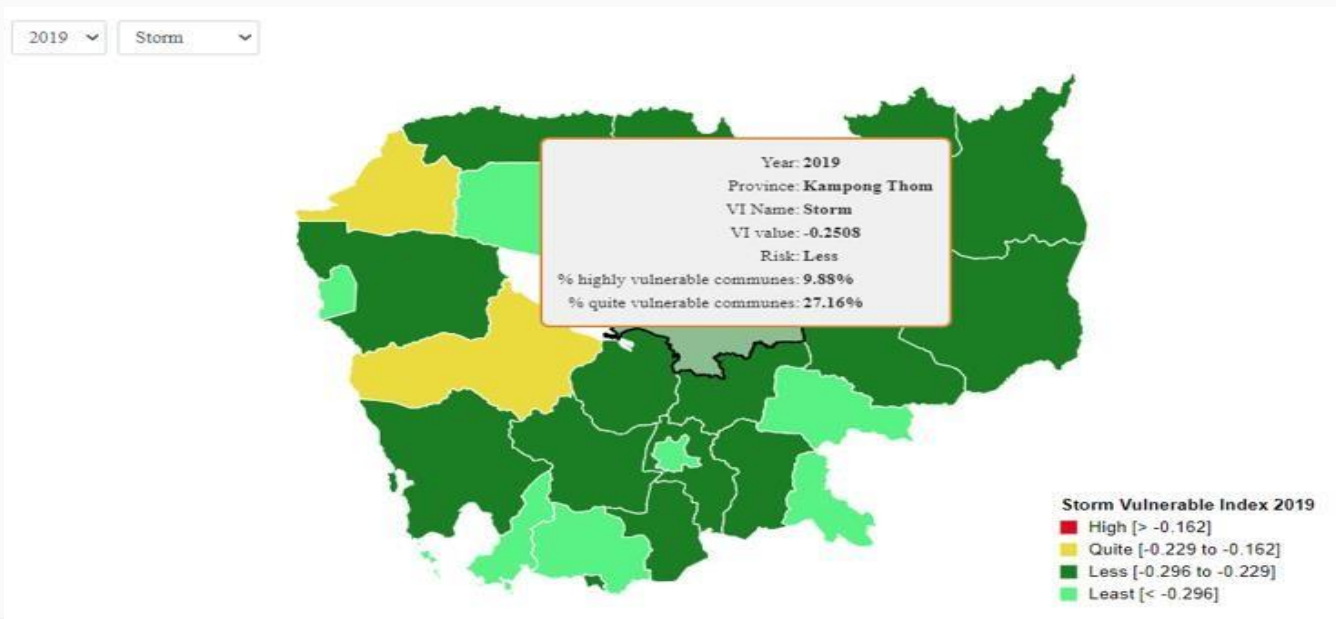 2019
Storm
Year: 2019
Province: Kampong Thom
VI Name: Storm
VI value: -0.2508
Risk: Less
% highly vulnerable communes: 9.88%
% quite vulnerable communes: 27.16%
Storm Vulnerable Index 2019
High [> -0.162]
Quite [-0.229 to -0.162]
Less [-0.296 to -0.229]
Least [< -0.296]